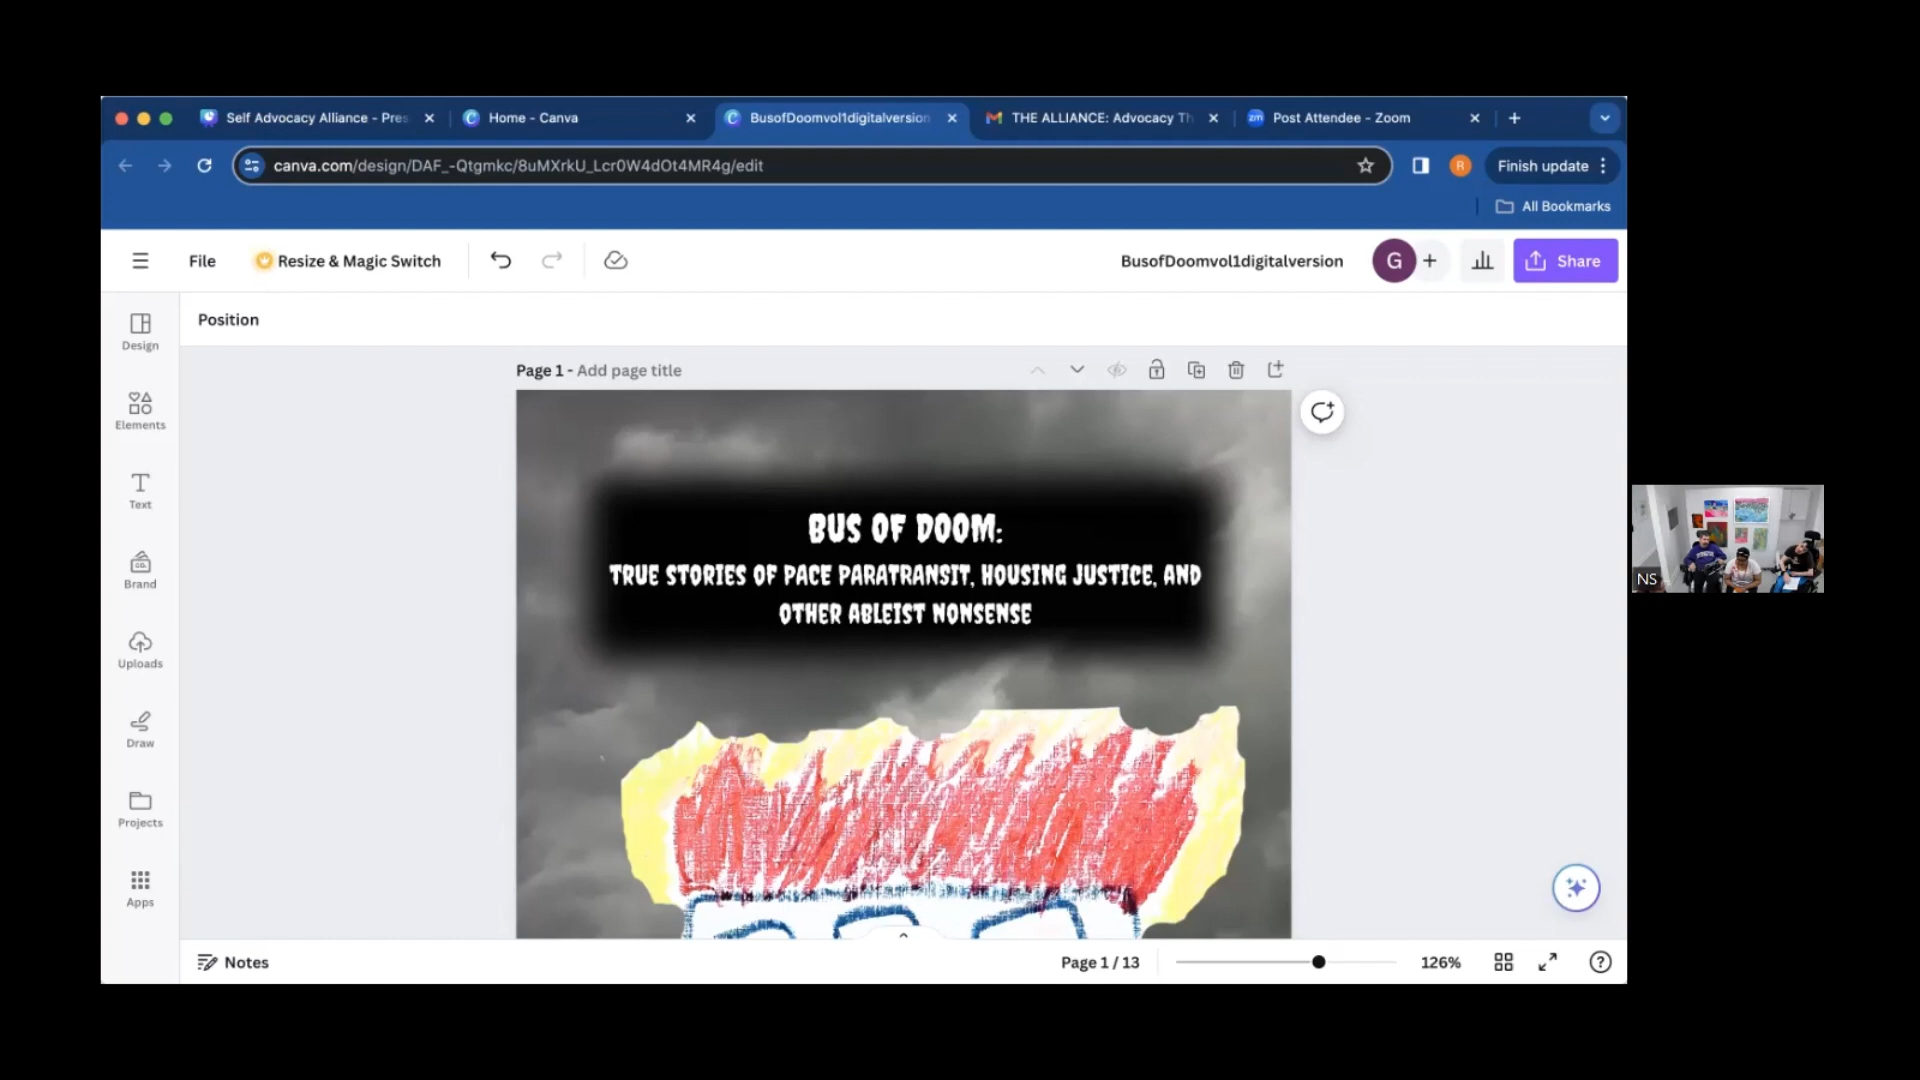 Self Advocacy Alliance - Pres
Home - Canva
BusofDoomvol1digitalversion
THE ALLIANCE: Advocacy Th
Post Attendee - Zoom
canva.com/design/DAF_-Qtgmkc/8uMXrkU_Lcr0W4dOt4MR4g/edit
R
Finish update
All Bookmarks
File
Resize & Magic Switch
BusofDoomvol1digitalversion
G
Share
Design
Elements
Text
Brand
Uploads
Draw
Projects
Apps
Position
Page 1 - Add page title
BUS OF DOOM:
TRUE STORIES OF PACE PARATRANSIT, HOUSING JUSTICE, AND
OTHER ABLEIST NONSENSE
NS
Notes
Page 1 / 13
126%